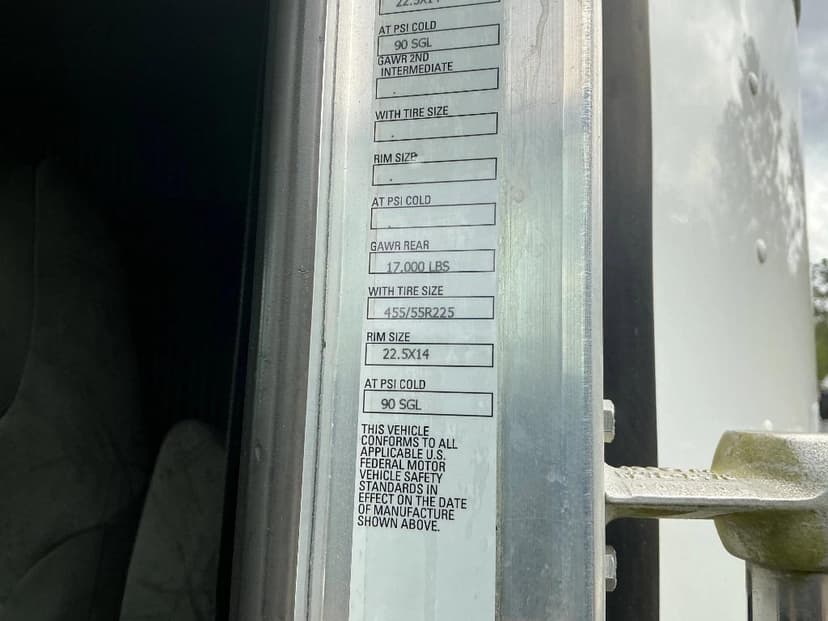 22.5X14
AT PSI COLD
90 SGL
GAWR 2ND
INTERMEDIATE
WITH TIRE SIZE
RIM SIZE
AT PSI COLD
GAWR REAR
17,000 LBS
WITH TIRE SIZE
455/55R225
RIM SIZE
22.5X14
AT PSI COLD
90 SGL
THIS VEHICLE
CONFORMS TO ALL
APPLICABLE U.S.
FEDERAL MOTOR
VEHICLE SAFETY
STANDARDS IN
EFFECT ON THE DATE
OF MANUFACTURE
SHOWN ABOVE.